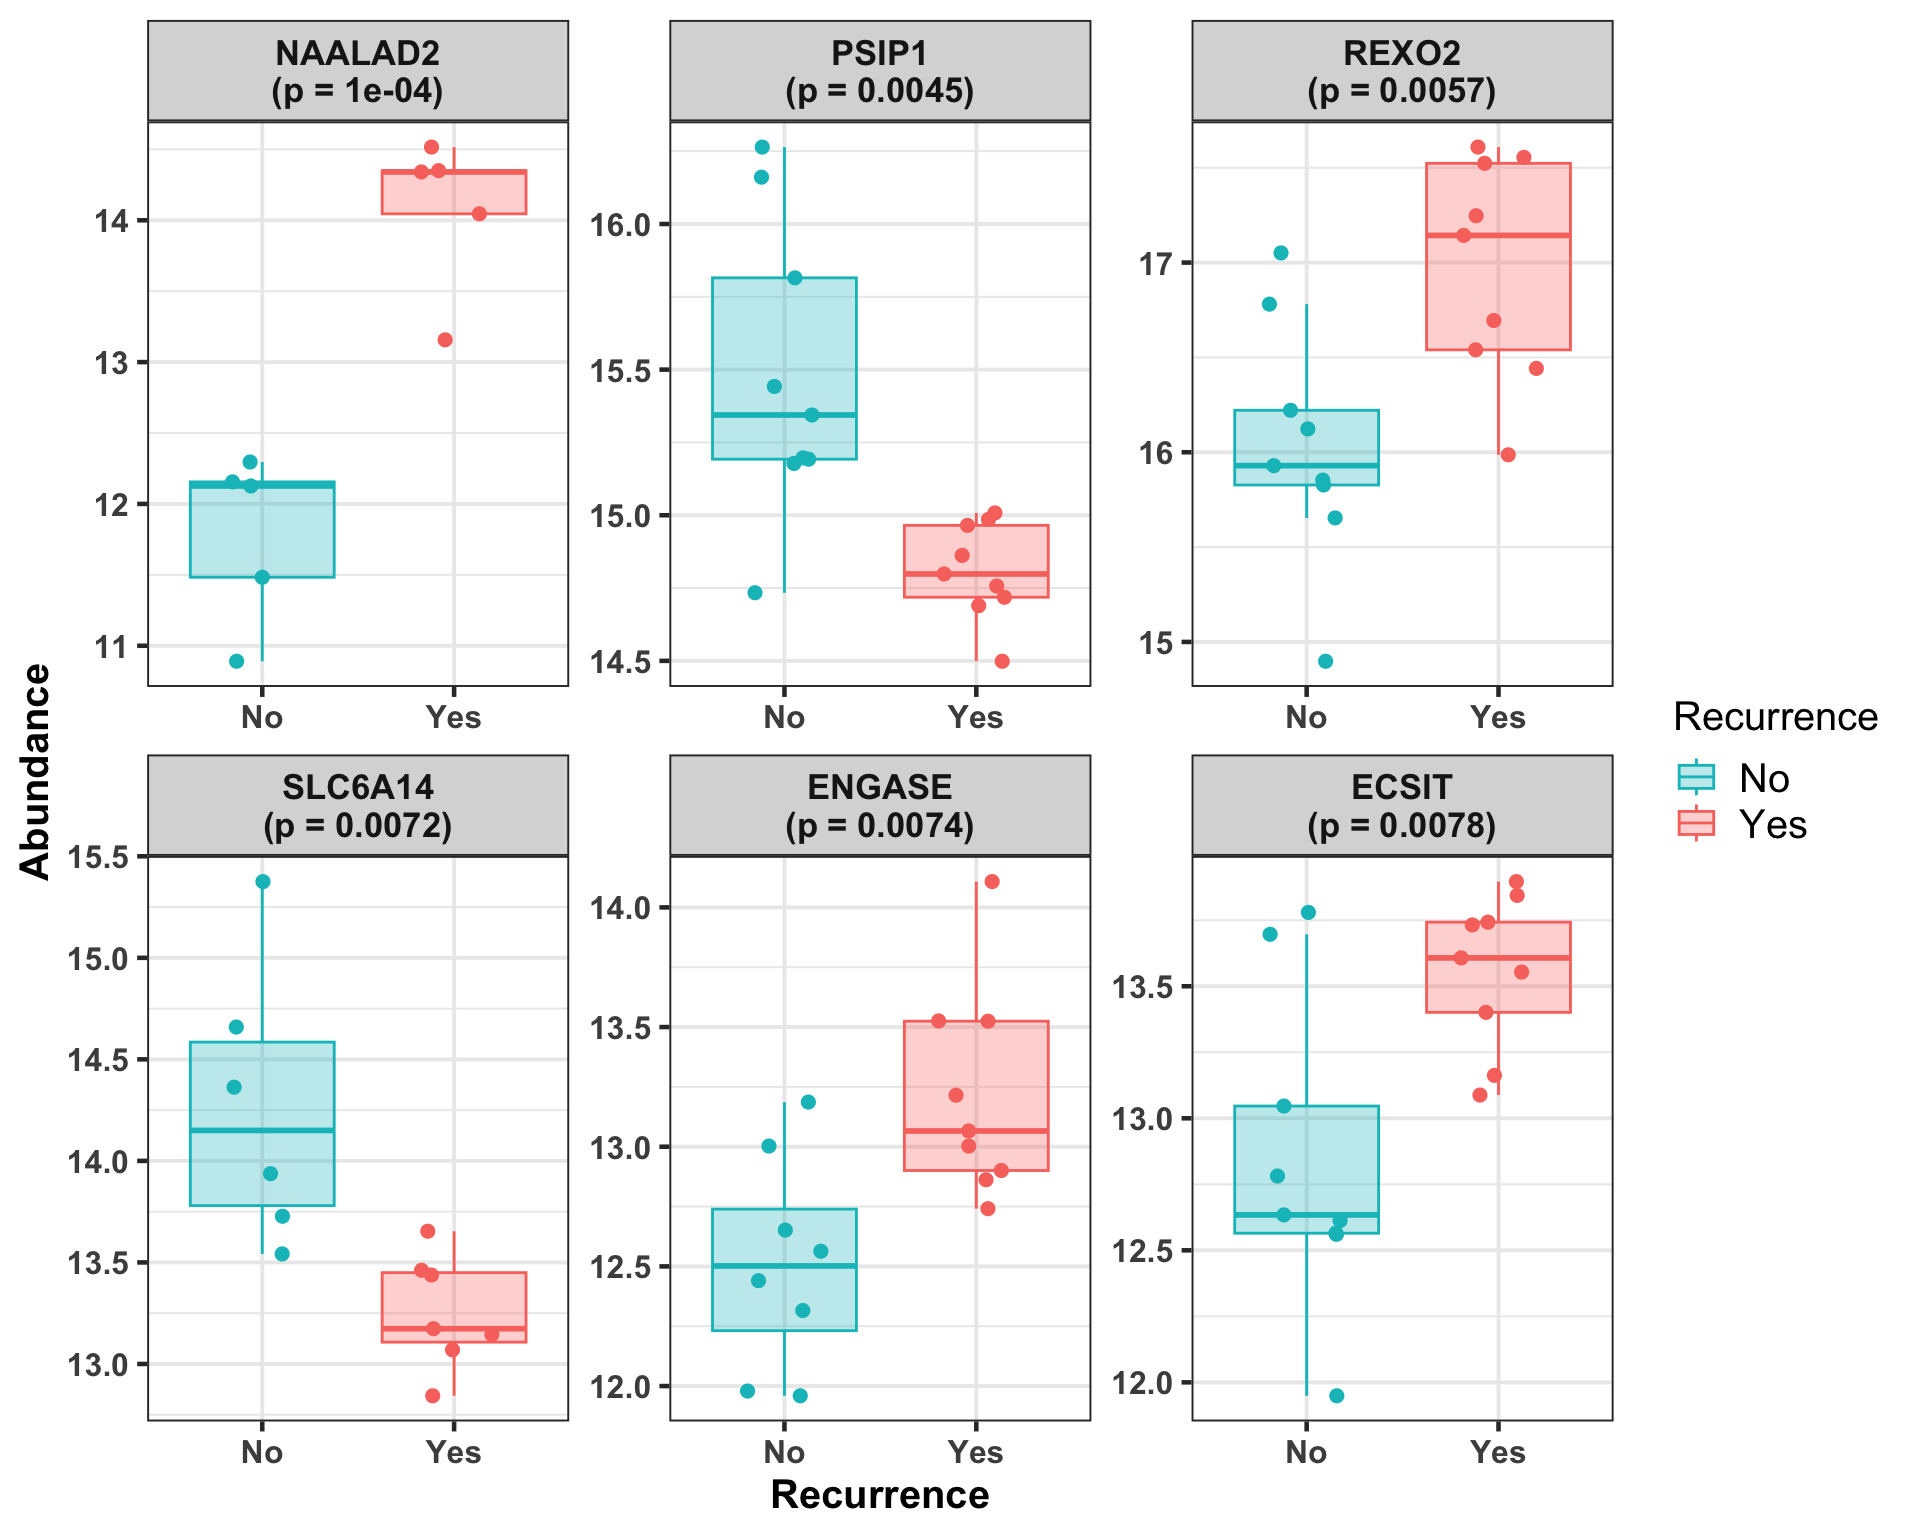 NAALAD2
(p = 1e-04)
PSIP1
(p = 0.0045)
REXO2
(p = 0.0057)
14
13
12
11
No
Yes
16.0
15.5
15.0
14.5
No
Yes
17
16
15
No
Yes
SLC6A14
(p = 0.0072)
ENGASE
(p = 0.0074)
ECSIT
(p = 0.0078)
15.5
15.0
14.5
14.0
13.5
13.0
No
Yes
14.0
13.5
13.0
12.5
12.0
No
Yes
13.5
13.0
12.5
12.0
No
Yes
Abundance
Recurrence
Recurrence
No
Yes